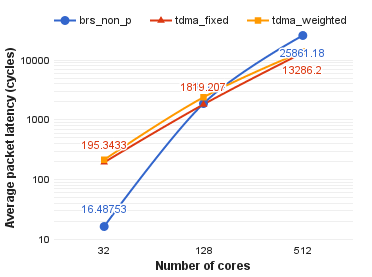 brs_non_p tdma_fixed tdma_weighted
Average packet latency (cycles)
10000
1000
100
10
25861.18
13286.2
1819.207
195.3433
16.48753
32 128 512
Number of cores